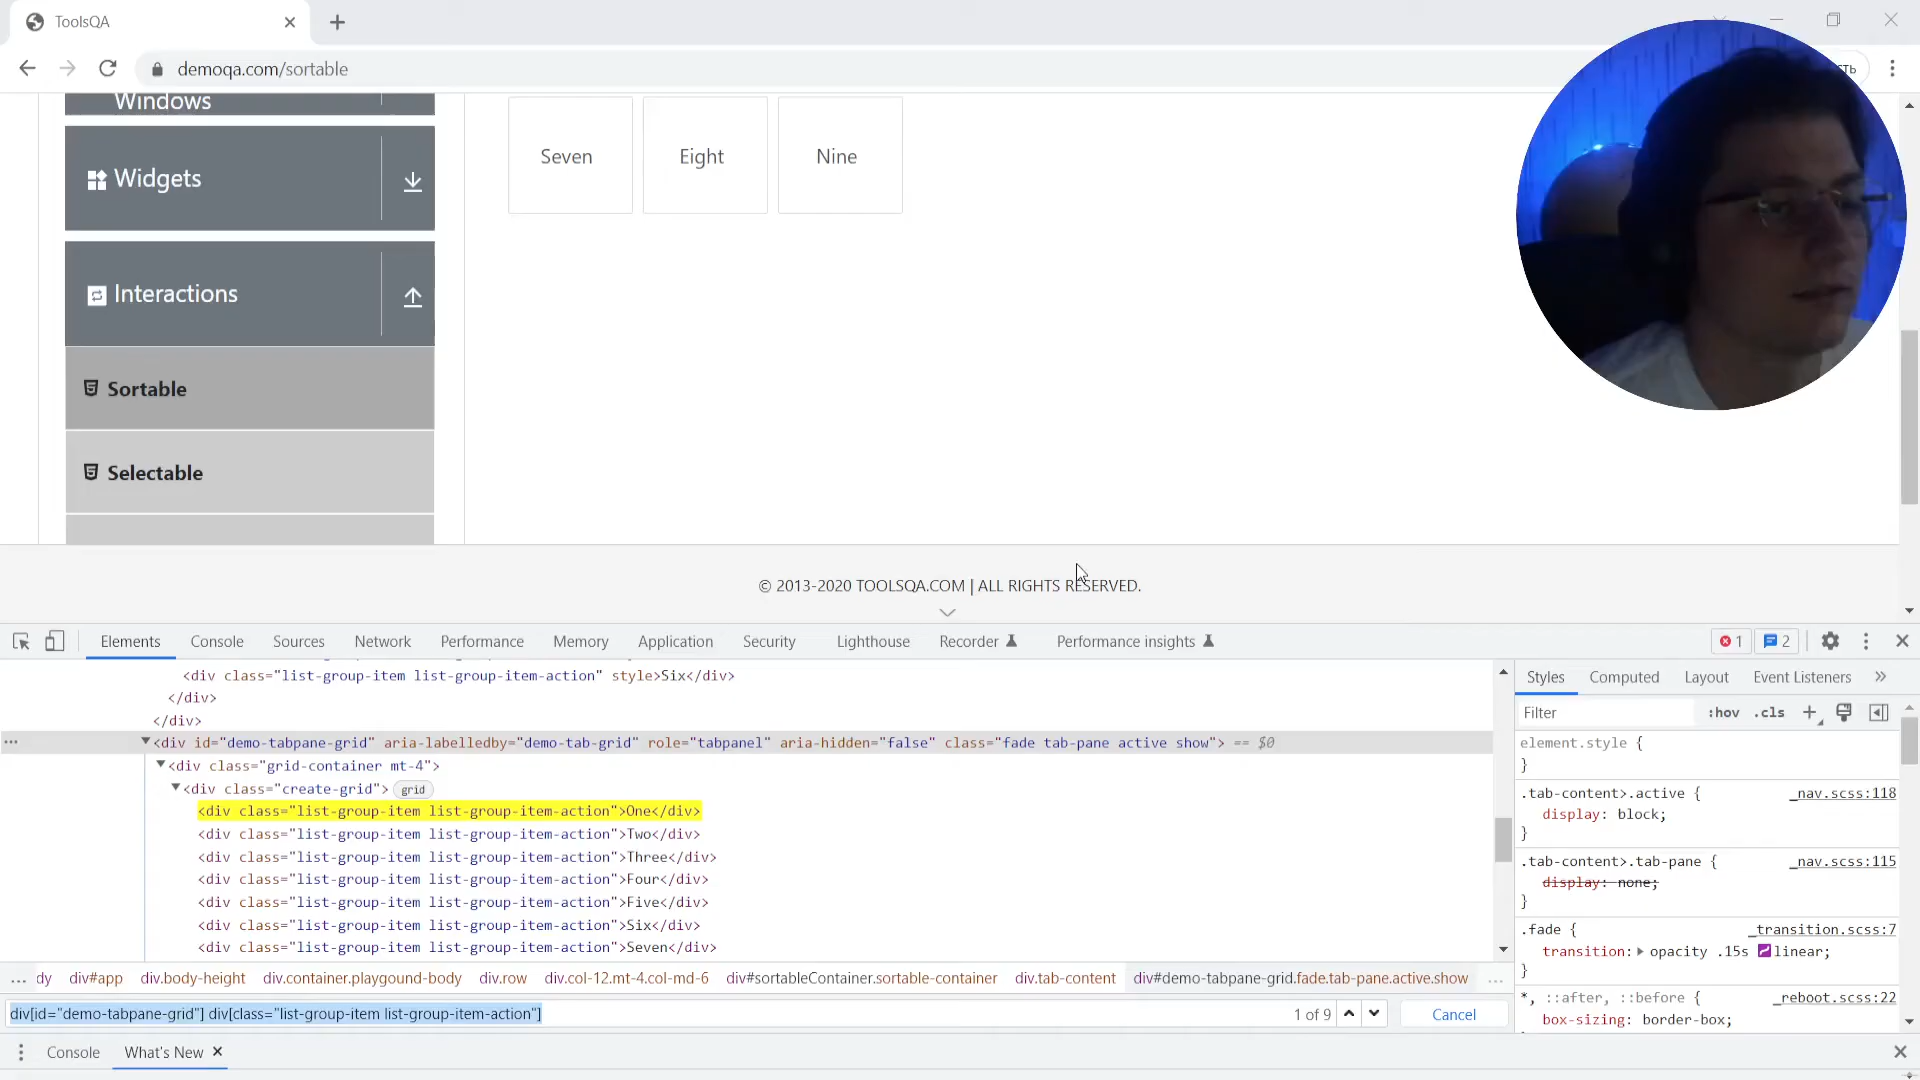 ToolsQA
demoqa.com/sortable
ть
Windows
Widgets
Interactions
Sortable
Selectable
Seven
Eight
Nine
© 2013-2020 TOOLSQA.COM | ALL RIGHTS RESERVED.
Elements Console Sources Network Performance Memory Application Security Lighthouse Recorder Performance insights 1 2
<div class="list-group-item list-group-item-action" style>Six</div>
</div>
</div>
<div id="demo-tabpane-grid" aria-labelledby="demo-tab-grid" role="tabpanel" aria-hidden="false" class="fade tab-pane active show"> == $0
<div class="grid-container mt-4">
<div class="create-grid"> grid
<div class="list-group-item list-group-item-action">One</div>
<div class="list-group-item list-group-item-action">Two</div>
<div class="list-group-item list-group-item-action">Three</div>
<div class="list-group-item list-group-item-action">Four</div>
<div class="list-group-item list-group-item-action">Five</div>
<div class="list-group-item list-group-item-action">Six</div>
<div class="list-group-item list-group-item-action">Seven</div>
... dy div#app div.body-height div.container.playgound-body div.row div.col-12.mt-4.col-md-6 div#sortableContainer.sortable-container div.tab-content div#demo-tabpane-grid.fade.tab-pane.active.show ...
div[id="demo-tabpane-grid"] div[class="list-group-item list-group-item-action"] 1 of 9 Cancel
Styles Computed Layout Event Listeners »
Filter :hov .cls +
element.style {
}
.tab-content>.active { _nav.scss:118
display: block;
}
.tab-content>.tab-pane { _nav.scss:115
display: none;
}
.fade { _transition.scss:7
transition: opacity .15s linear;
}
*, ::after, ::before { _reboot.scss:22
box-sizing: border-box;
Console What's New